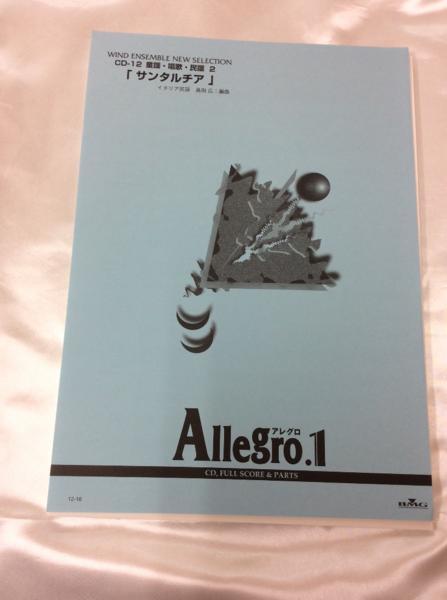 WIND ENSEMBLE NEW SELECTION
CD-12 童謡・唱歌・民謡 2
「 サンタルチア 」
イタリア民謡 :編曲
アレグロ
Allegro.1
CD, FULL SCORE & PARTS
12-16
BMG